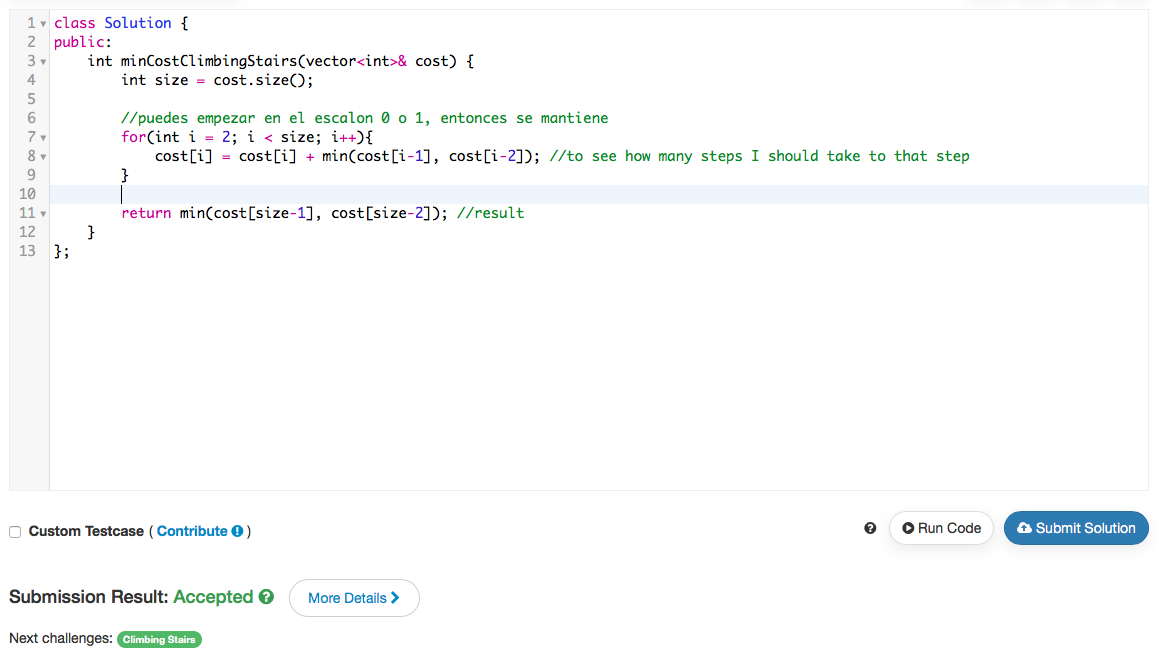 1 class Solution {
2 public:
3 int minCostClimbingStairs(vector<int>& cost) {
4 int size = cost.size();
5
6 //puedes empezar en el escalon 0 o 1, entonces se mantiene
7 for(int i = 2; i < size; i++){
8 cost[i] = cost[i] + min(cost[i-1], cost[i-2]); //to see how many steps I should take to that step
9 }
10
11 return min(cost[size-1], cost[size-2]); //result
12 }
13 };
Custom Testcase ( Contribute ! )
? Run Code Submit Solution
Submission Result: Accepted ? More Details
Next challenges: Climbing Stairs